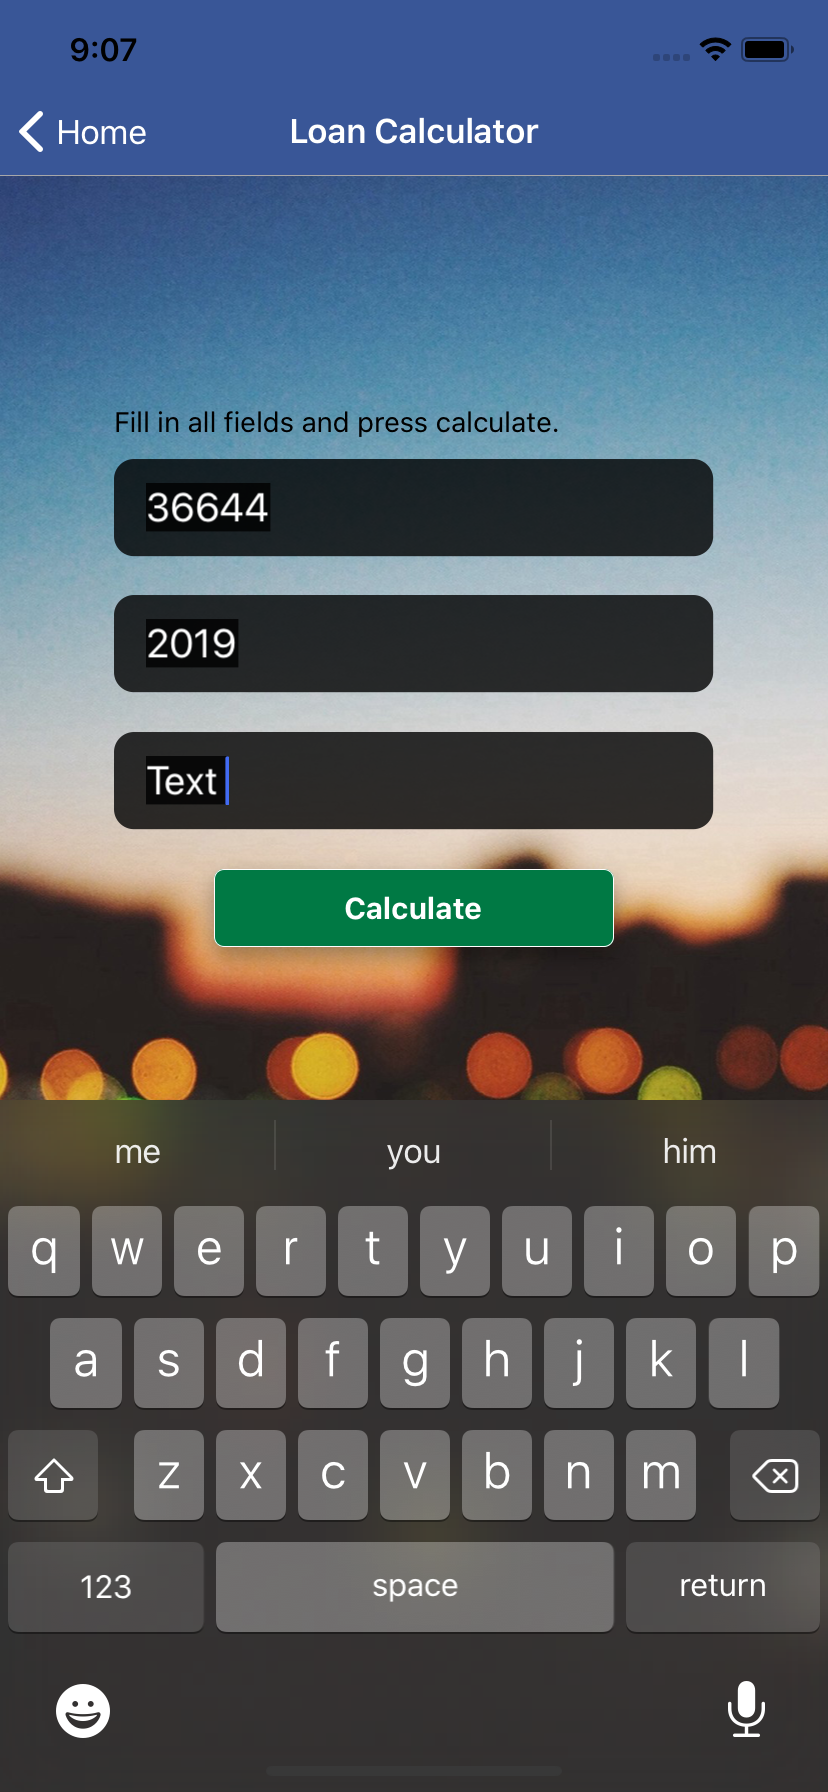 9:07
Home
Loan Calculator
Fill in all fields and press calculate.
36644
2019
Text
Calculate
me you him
q w e r t y u i o p
a s d f g h j k l
z x c v b n m
123 space return